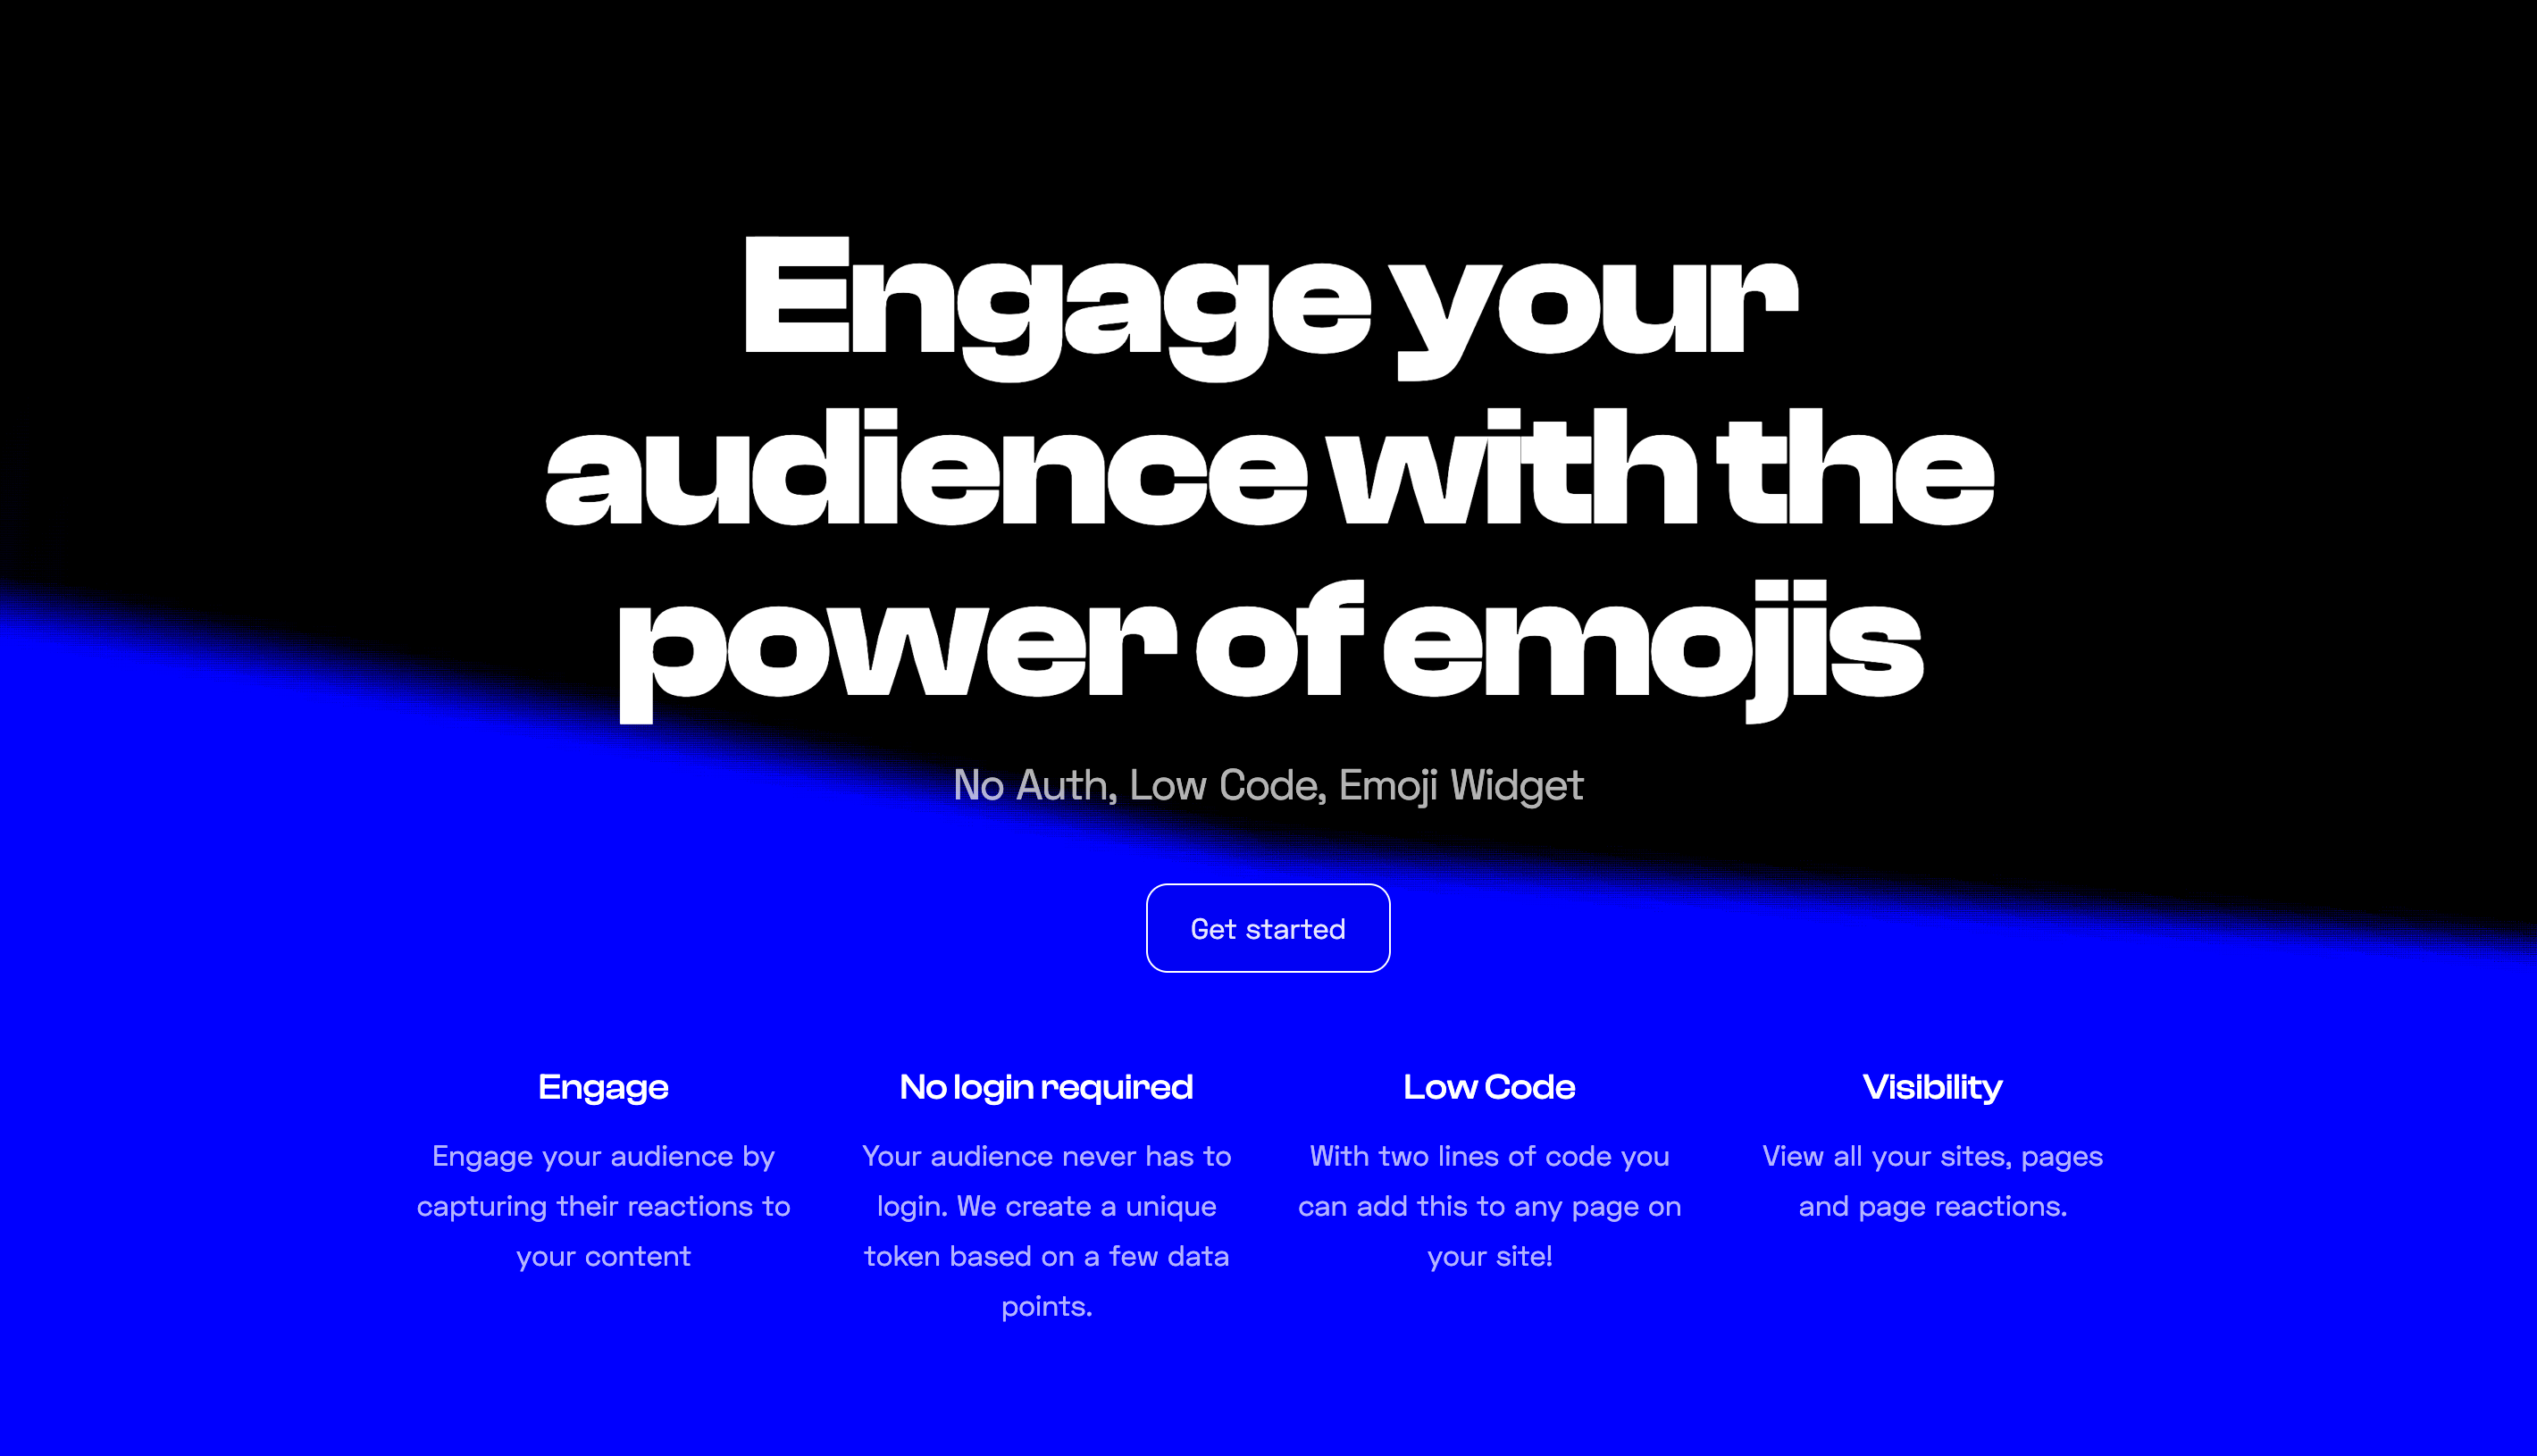 Engage your
audience with the
power of emojis
No Auth, Low Code, Emoji Widget
Get started
Engage
Engage your audience by
capturing their reactions to
your content
No login required
Your audience never has to
login. We create a unique
token based on a few data
points.
Low Code
With two lines of code you
can add this to any page on
your site!
Visibility
View all your sites, pages
and page reactions.